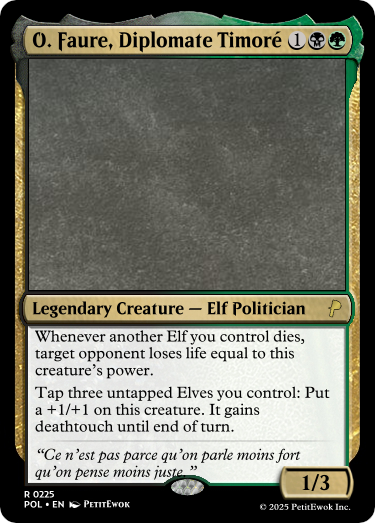 O. Faure, Diplomate Timoré 1
Legendary Creature — Elf Politician
Whenever another Elf you control dies,
target opponent loses life equal to this
creature's power.
Tap three untapped Elves you control: Put
a +1/+1 on this creature. It gains
deathtouch until end of turn.
“Ce n'est pas parce qu'on parle moins fort
qu'on pense moins juste.”
1/3
R 0225
POL • EN PetitEwok
© 2025 PetitEwok Inc.